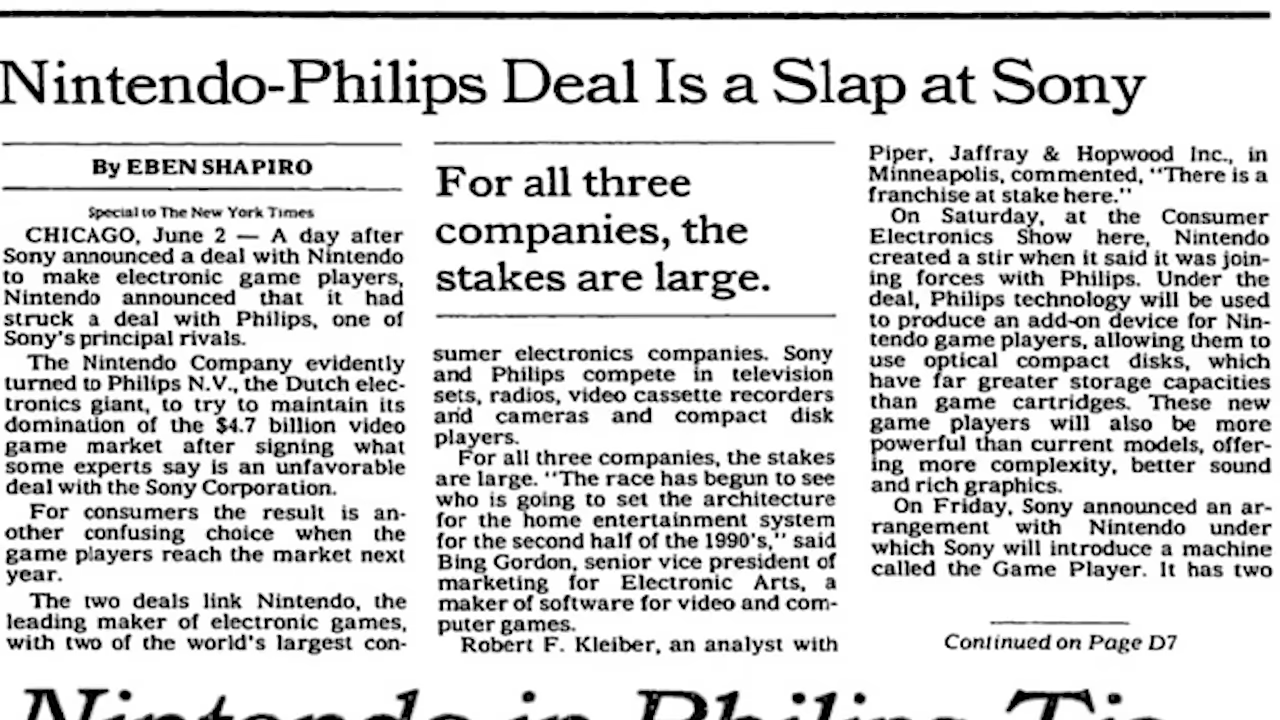 Nintendo-Philips Deal Is a Slap at Sony
By EBEN SHAPIRO
Special to The New York Times
CHICAGO, June 2 — A day after
Sony announced a deal with Nintendo
to make electronic game players,
Nintendo announced that it had
struck a deal with Philips, one of
Sony's principal rivals.
The Nintendo Company evidently
turned to Philips N.V., the Dutch elec-
tronics giant, to try to maintain its
domination of the $4.7 billion video
game market after signing what
some experts say is an unfavorable
deal with the Sony Corporation.
For consumers the result is an-
other confusing choice when the
game players reach the market next
year.
The two deals link Nintendo, the
leading maker of electronic games,
with two of the world's largest con-
For all three
companies, the
stakes are large.
sumer electronics companies. Sony
and Philips compete in television
sets, radios, video cassette recorders
and cameras and compact disk
players.
For all three companies, the stakes
are large. "The race has begun to see
who is going to set the architecture
for the home entertainment system
for the second half of the 1990's," said
Bing Gordon, senior vice president of
marketing for Electronic Arts, a
maker of software for video and com-
puter games.
Robert F. Kleiber, an analyst with
Piper, Jaffray & Hopwood Inc., in
Minneapolis, commented, "There is a
franchise at stake here."
On Saturday, at the Consumer
Electronics Show here, Nintendo
created a stir when it said it was join-
ing forces with Philips. Under the
deal, Philips technology will be used
to produce an add-on device for Nin-
tendo game players, allowing them to
use optical compact disks, which
have far greater storage capacities
than game cartridges. These new
game players will also be more
powerful than current models, offer-
ing more complexity, better sound
and rich graphics.
On Friday, Sony announced an ar-
rangement with Nintendo under
which Sony will introduce a machine
called the Game Player. It has two
Continued on Page D7
Nintendo in Philips Tie